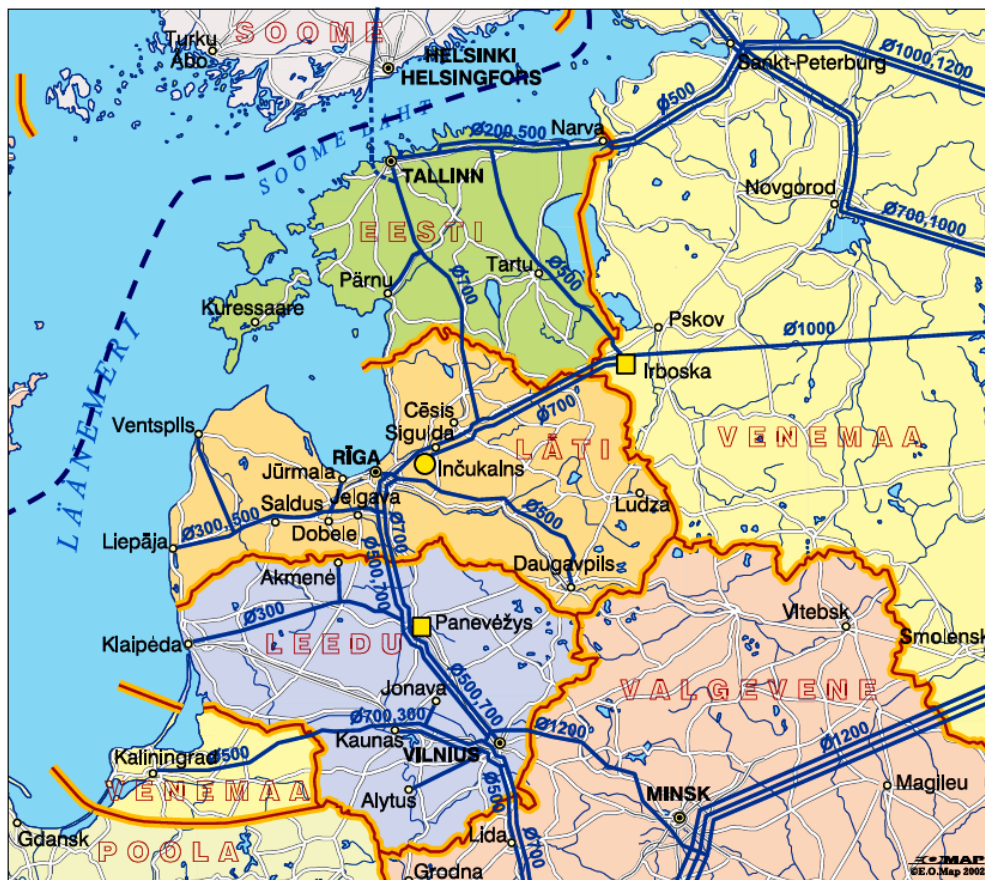 SOOME
Turku
Åbo
HELSINKI
HELSINGFORS
Sankt-Peterburg
Ø1000,1200
Ø500
SOOME LAHT
Ø200,500
Narva
TALLINN
Novgorod
Ø700,1000
EESTI
Tartu
Ø500
Pärnu
Ø700
Kuressaare
Pskov
Ø1000
Irboska
LÄÄNEMERI
Cēsis
Ø700
Ventsplls
Sigulda
LÄTI
VENEMAA
RĪGA
Inčukalns
Jūrmala
Ludza
Saldus
Jelgava
Ø500
Ø300,500
Dobele
Ø700
Liepāja
Daugavpils
Akmenė
Ø500,700
Ø300
Panevėžys
Vitebsk
Klaipėda
LEEDU
Smolensk
Jonava
Ø500,700
VALGEVENE
Ø700,300
Ø1200
Kaunas
VILNIUS
Ø1200
Kaliningrad
Ø500
VENEMAA
Alytus
Ø500
MINSK
Magileu
Gdansk
POOLA
Lida
Ø700
Grodna
E.O.MAP
©E.O.Map 2002